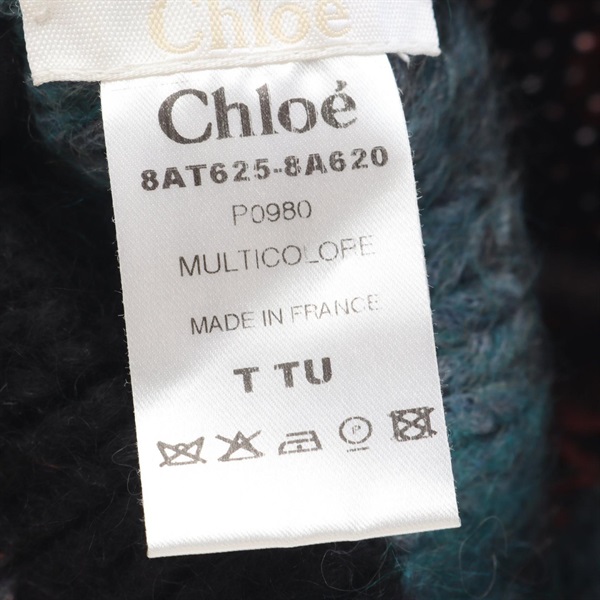 Chloé
Chloé
8AT625-8A620
P0980
MULTICOLORE
MADE IN FRANCE
T TU
P